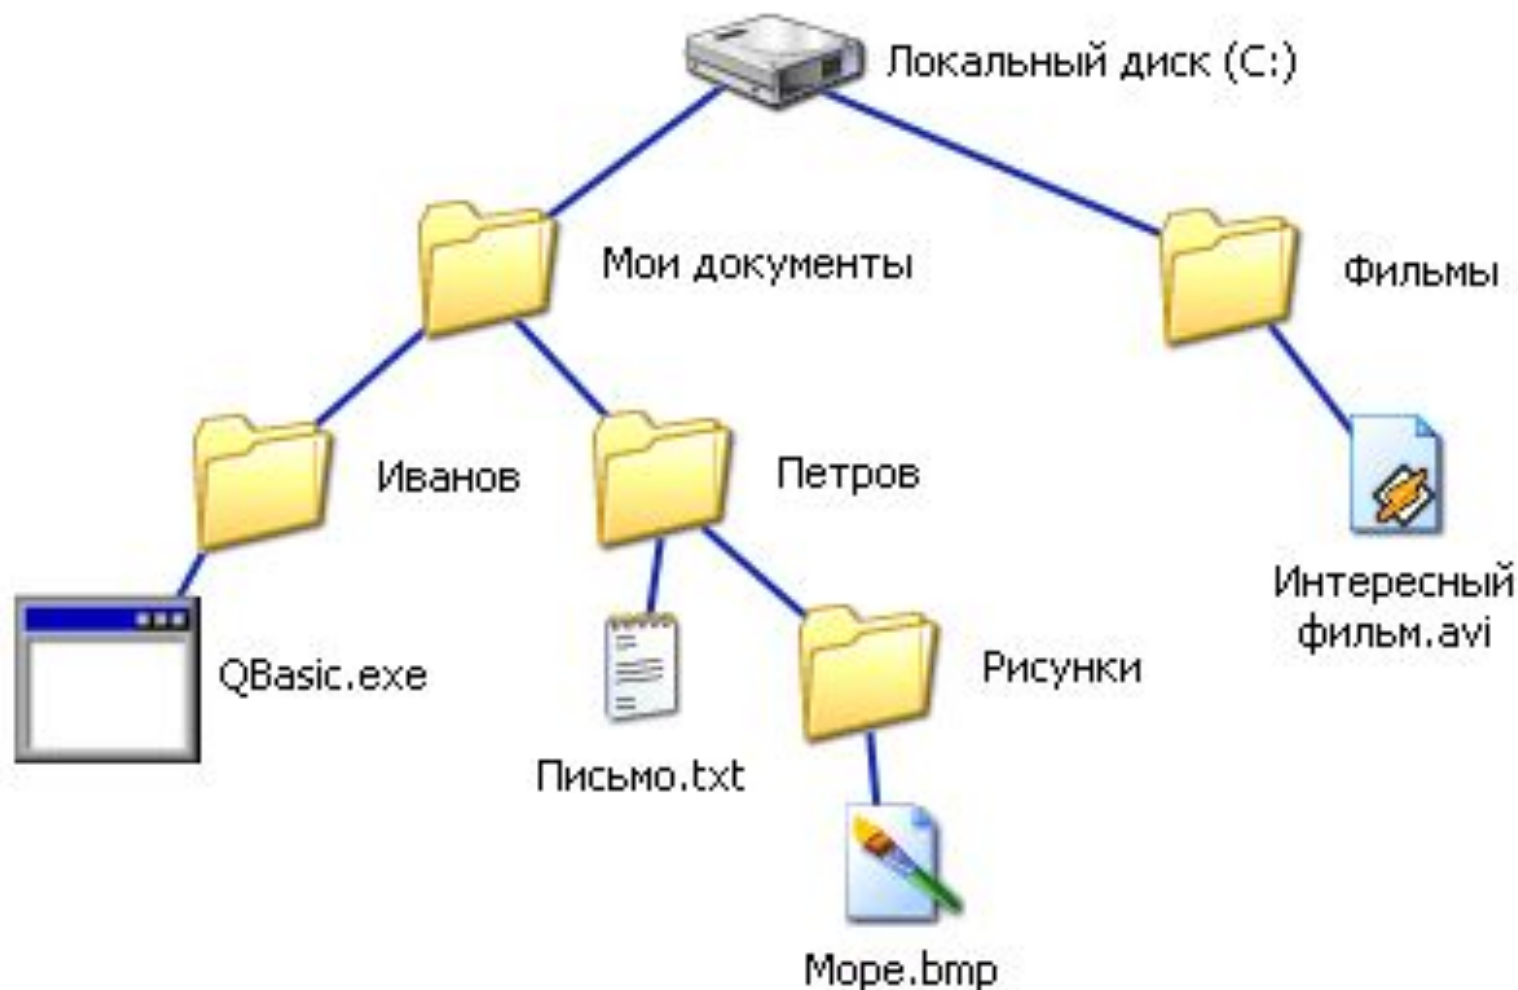 Локальный диск (C:)
Мои документы
Фильмы
Иванов
Петров
Интересный
фильм.avi
QBasic.exe
Рисунки
Письмо.txt
Море.bmp